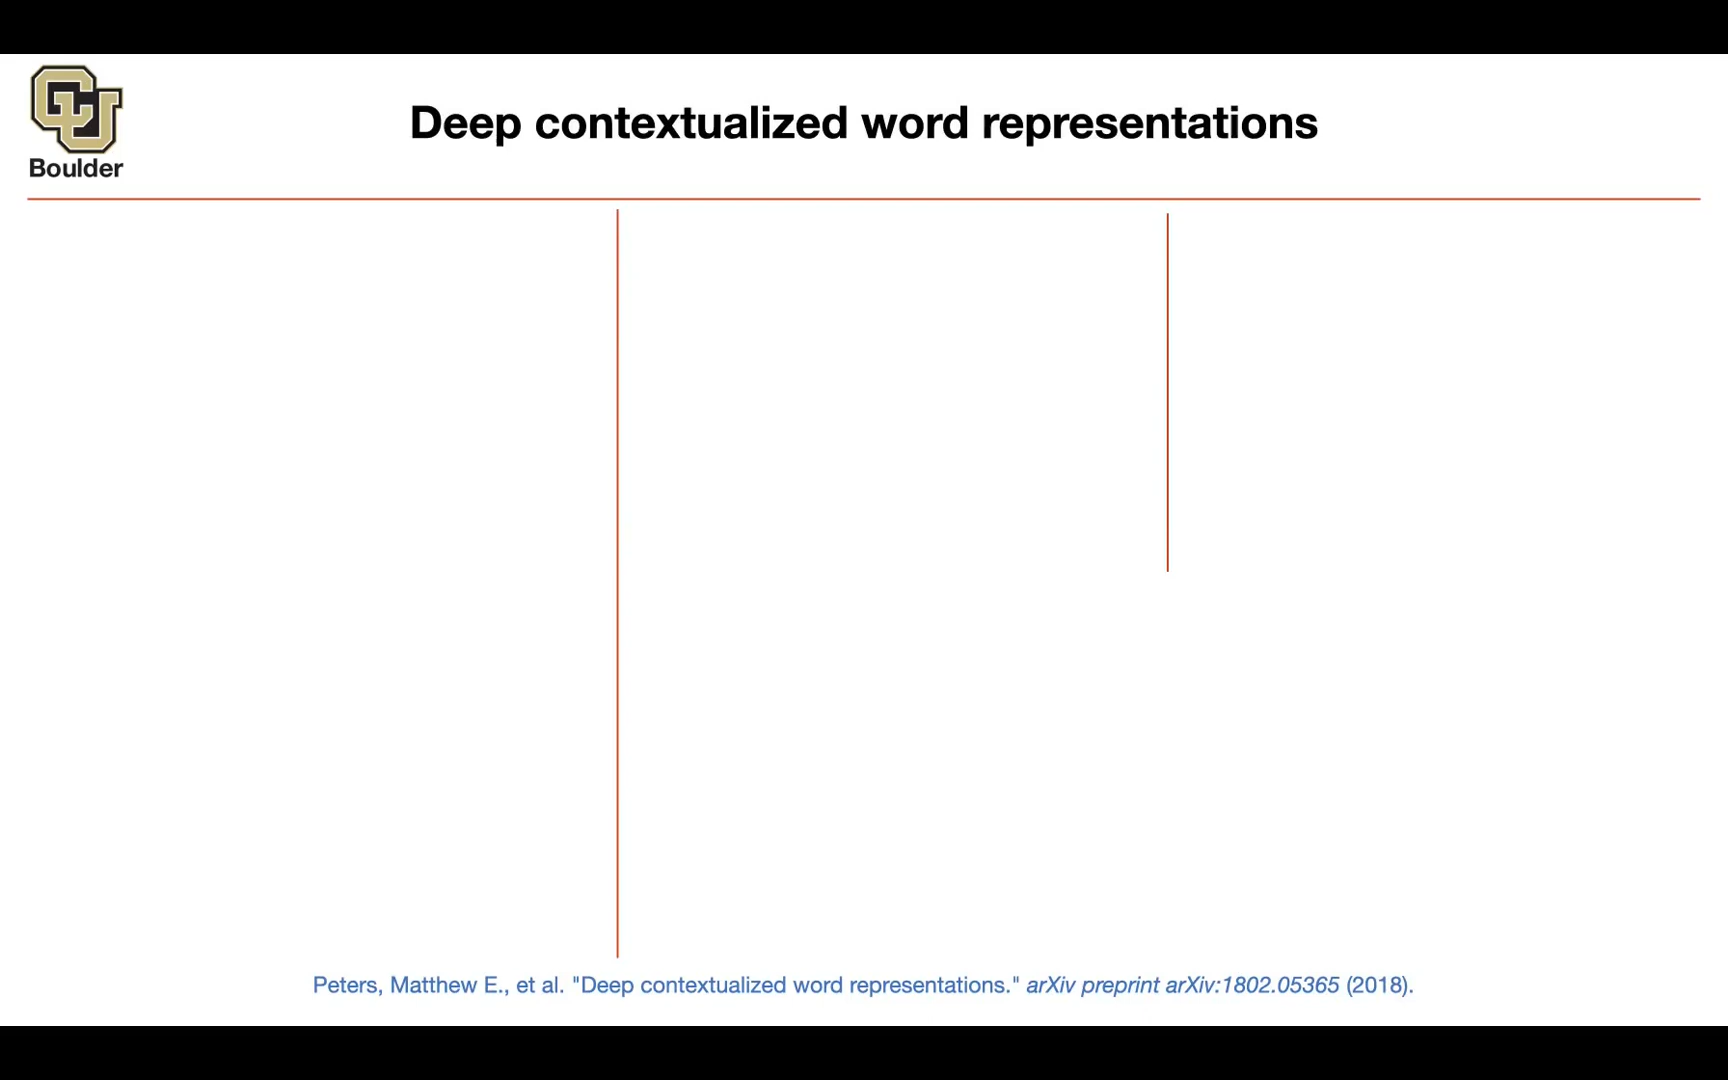 Boulder
Deep contextualized word representations
Peters, Matthew E., et al. "Deep contextualized word representations." arXiv preprint arXiv:1802.05365 (2018).